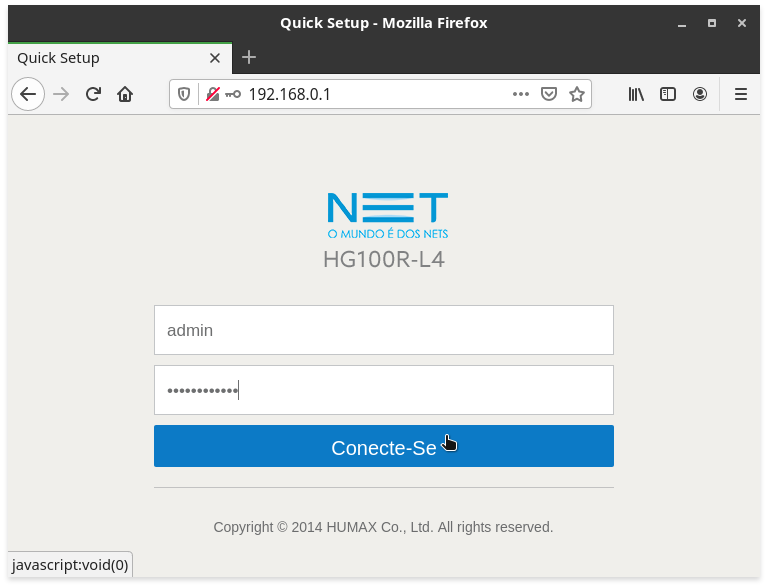 Quick Setup - Mozilla Firefox
Quick Setup
192.168.0.1
NET
O MUNDO É DOS NETS
HG100R-L4
admin
••••••••••••
Conecte-Se
Copyright © 2014 HUMAX Co., Ltd. All rights reserved.
javascript:void(0)